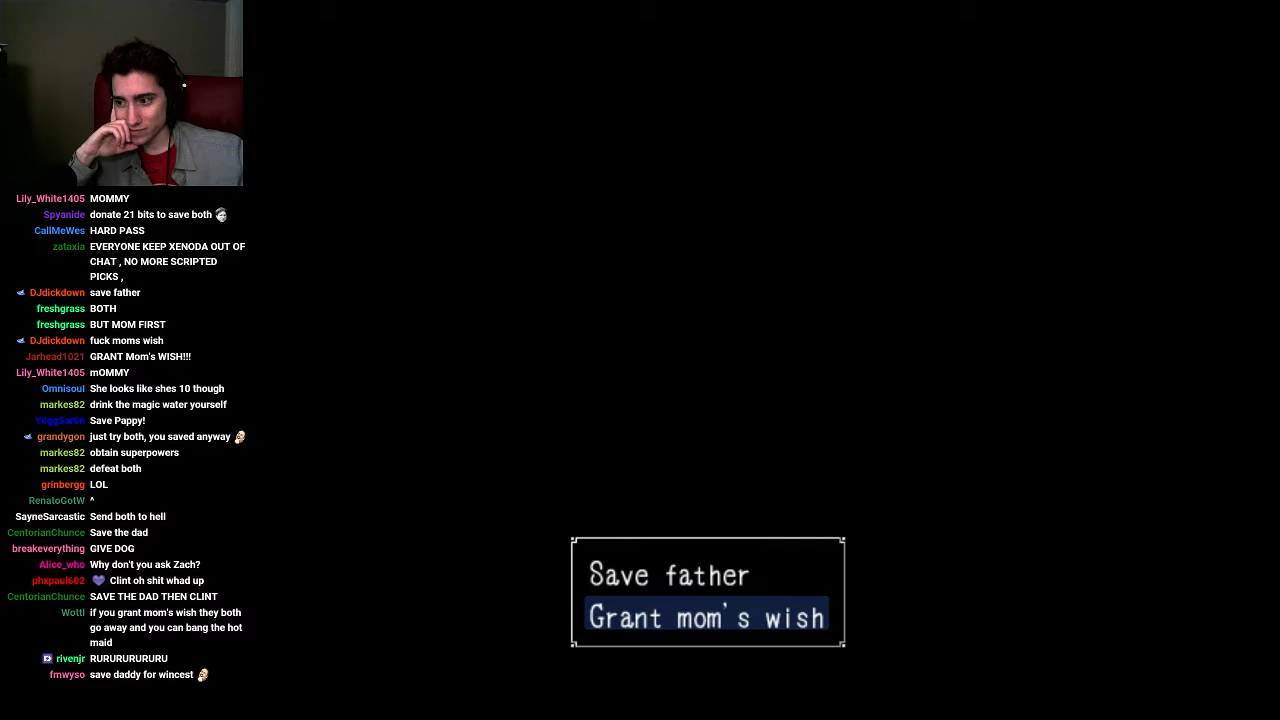 Lily_White1405 MOMMY
Spyanide donate 21 bits to save both
CallMeWes HARD PASS
zataxia EVERYONE KEEP XENODA OUT OF
CHAT , NO MORE SCRIPTED
PICKS ,
DJdickdown save father
freshgrass BOTH
freshgrass BUT MOM FIRST
DJdickdown fuck moms wish
Jarhead1021 GRANT Mom's WISH!!!
Lily_White1405 mOMMY
Omnisoul She looks like shes 10 though
markes82 drink the magic water yourself
Save Pappy!
grandygon just try both, you saved anyway
markes82 obtain superpowers
markes82 defeat both
grinbergg LOL
RenatoGotW ^
SayneSarcastic Send both to hell
CentorianChunce Save the dad
breakeverything GIVE DOG
Alice_who Why don't you ask Zach?
phxpaul602 Clint oh shit whad up
CentorianChunce SAVE THE DAD THEN CLINT
Wottl if you grant mom's wish they both
go away and you can bang the hot
maid
rivenjr RURURURURURU
fmwyso save daddy for wincest
Save father
Grant mom's wish